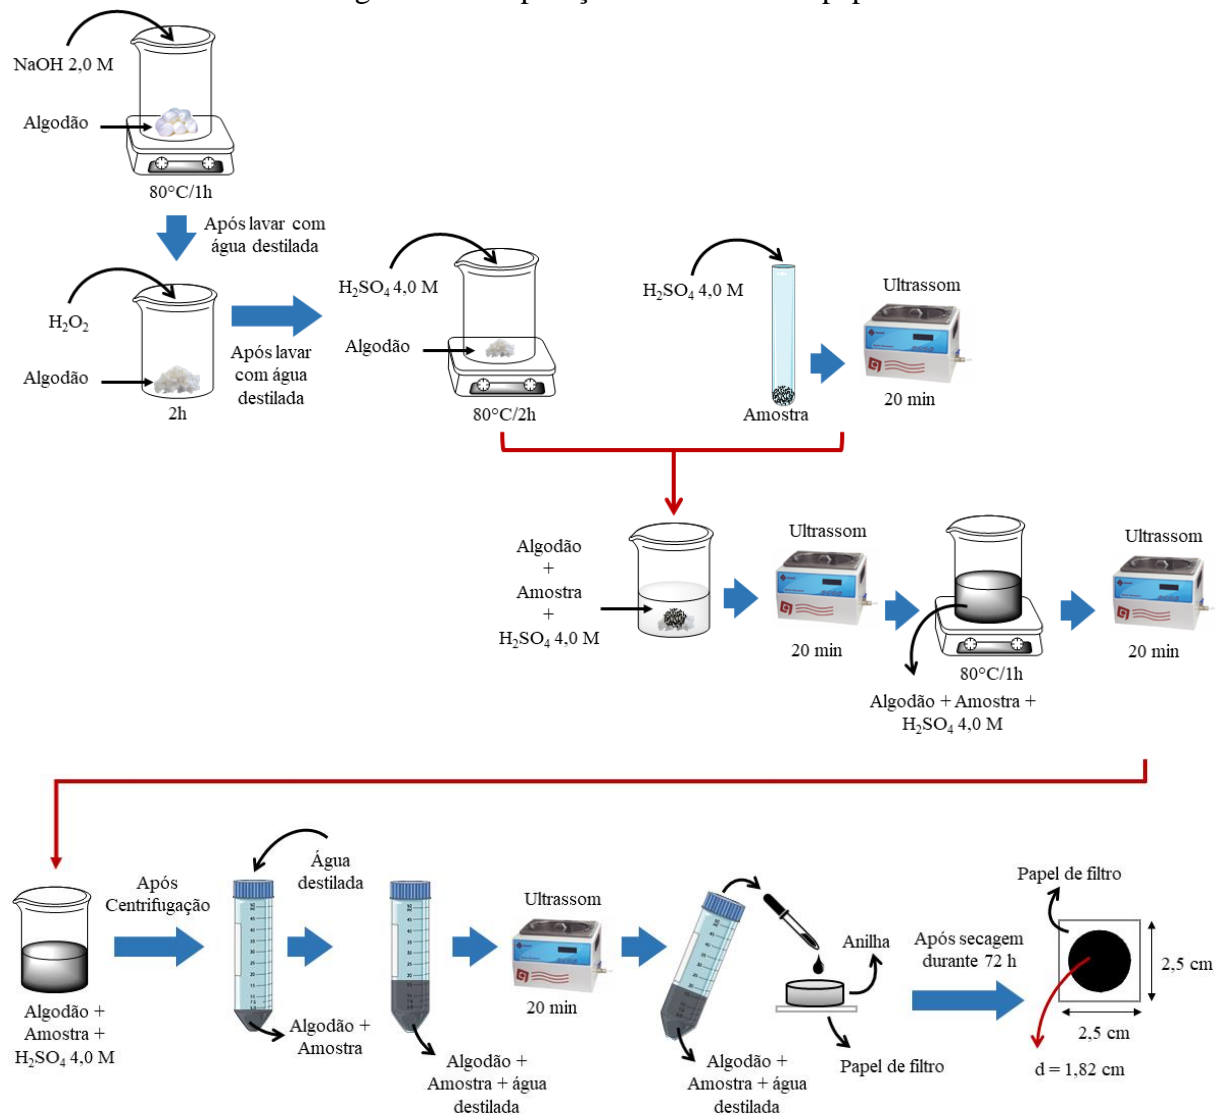 NaOH 2,0 M
Algodão
80°C/1h
Após lavar com
água destilada
H₂O₂
Algodão
2h
Após lavar
com água
destilada
H₂SO₄ 4,0 M
Algodão
80°C/2h
H₂SO₄ 4,0 M
Amostra
Ultrassom
20 min
Algodão
+
Amostra
+
H₂SO₄ 4,0 M
Ultrassom
20 min
80°C/1h
Algodão + Amostra +
H₂SO₄ 4,0 M
Ultrassom
20 min
Algodão +
Amostra +
H₂SO₄ 4,0 M
Após
Centrifugação
Água
destilada
Algodão +
Amostra
Algodão +
Amostra + água
destilada
Ultrassom
20 min
Algodão +
Amostra + água
destilada
Anilha
Papel de filtro
Após secagem
durante 72 h
Papel de filtro
2,5 cm
2,5 cm
d = 1,82 cm